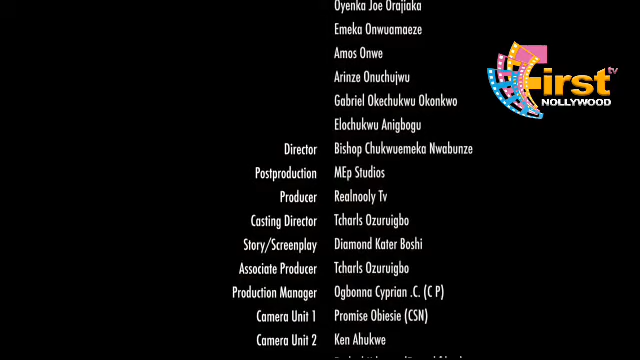 Oyenka Joe Orajiaka
Emeka Onwuamaeze
Amos Onwe
Arinze Onuchujwu
Gabriel Okechukwu Okonkwo
Elochukwu Anigbogu
Director Bishop Chukwuemeka Nwabunze
Postproduction MEp Studios
Producer Realnooly Tv
Casting Director Tcharls Ozuruigbo
Story/Screenplay Diamond Kater Boshi
Associate Producer Tcharls Ozuruigbo
Production Manager Ogbonna Cyprian .C. (C P)
Camera Unit 1 Promise Obiesie (CSN)
Camera Unit 2 Ken Ahukwe
First tv
NOLLYWOOD